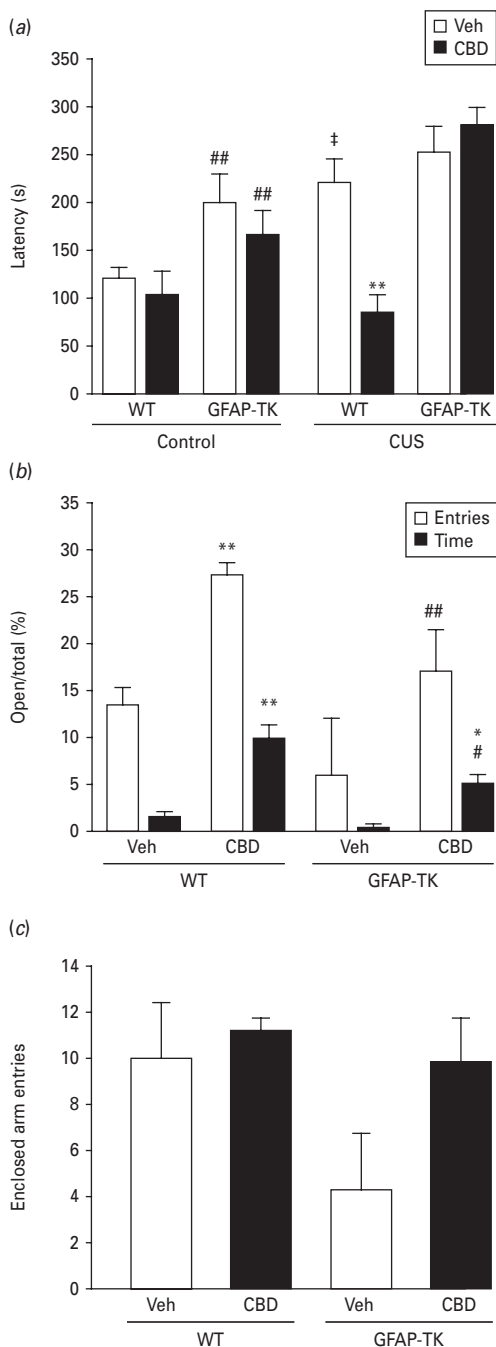 (a)
Veh
CBD
350
300
250
200
150
100
50
0
Latency (s)
##
##
‡
**
WT
GFAP-TK
WT
GFAP-TK
Control
CUS
(b)
Entries
Time
35
30
25
20
15
10
5
0
Open/total (%)
**
**
##
*
#
Veh
CBD
Veh
CBD
WT
GFAP-TK
(c)
14
12
10
8
6
4
2
0
Enclosed arm entries
Veh
CBD
Veh
CBD
WT
GFAP-TK